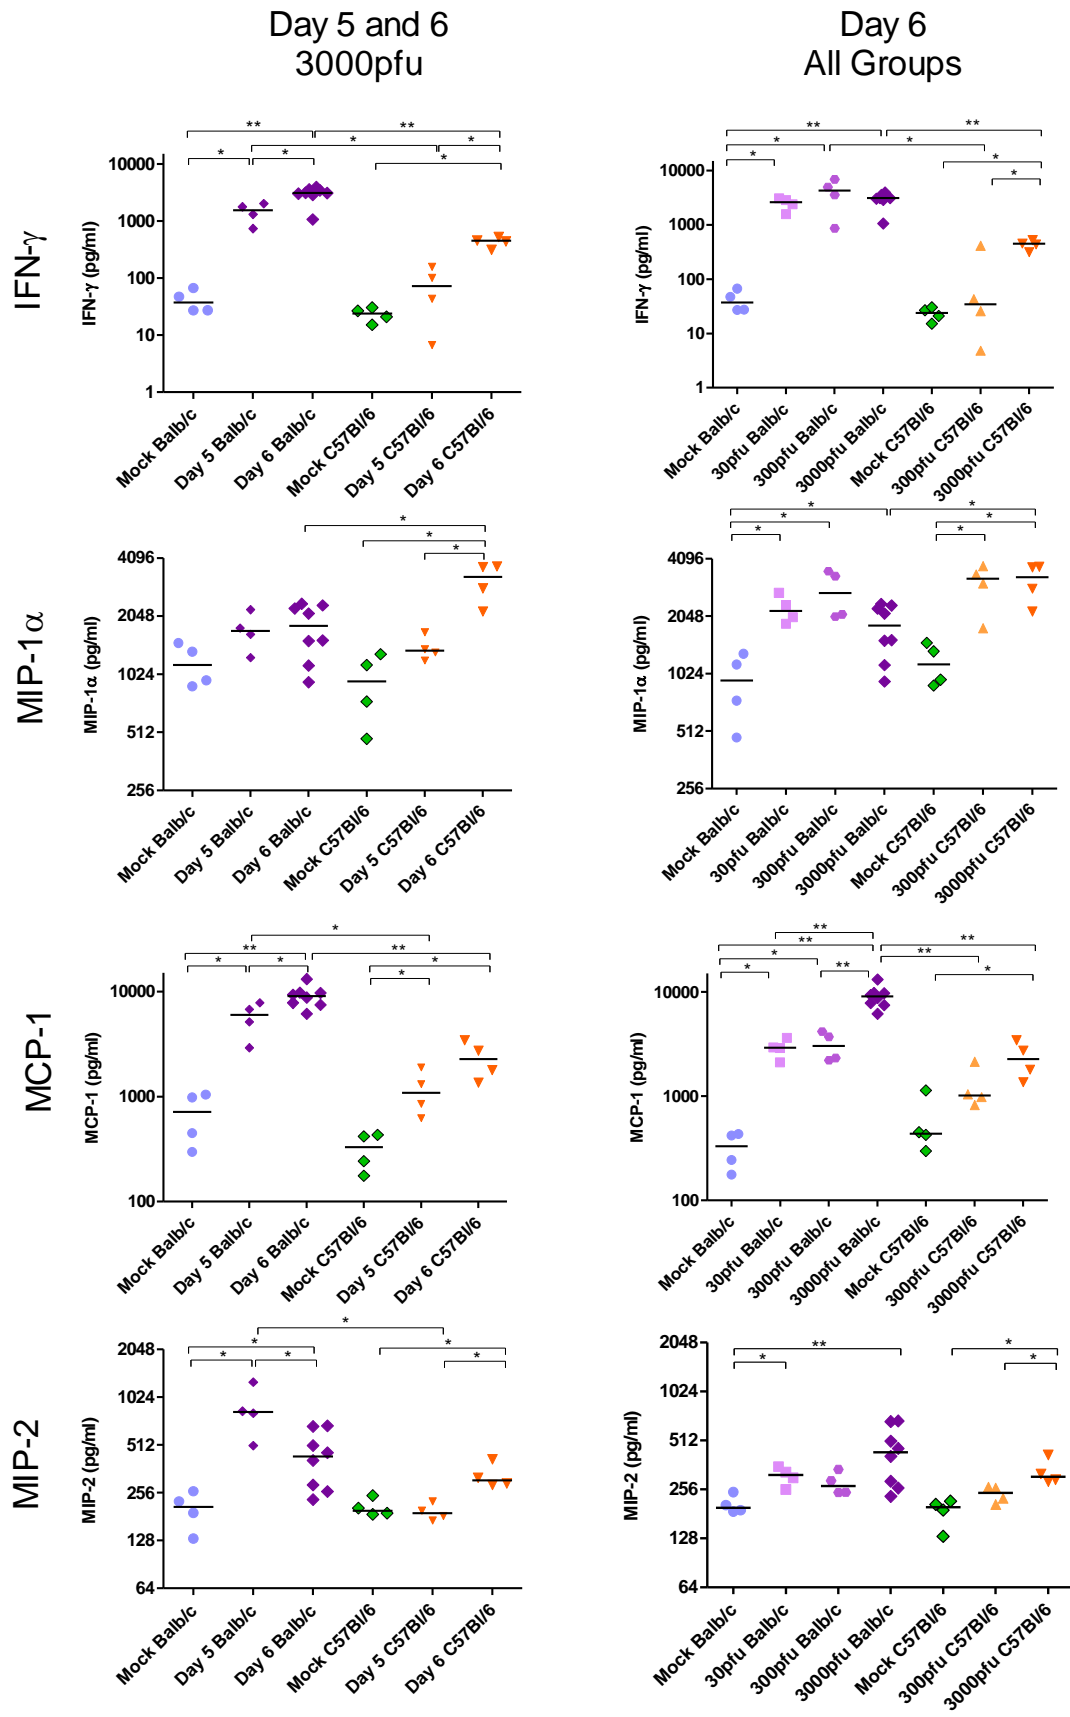 Day 5 and 6
3000pfu
Day 6
All Groups
IFN-γ
** **
* *
* * *
IFN-γ (pg/ml)
10000
1000
100
10
1
Mock Balb/c
Day 5 Balb/c
Day 6 Balb/c
Mock C57Bl/6
Day 5 C57Bl/6
Day 6 C57Bl/6
** **
* * *
* *
IFN-γ (pg/ml)
10000
1000
100
10
1
Mock Balb/c
30pfu Balb/c
300pfu Balb/c
3000pfu Balb/c
Mock C57Bl/6
300pfu C57Bl/6
3000pfu C57Bl/6
MIP-1α
*
*
*
MIP-1α (pg/ml)
4096
2048
1024
512
256
Mock Balb/c
Day 5 Balb/c
Day 6 Balb/c
Mock C57Bl/6
Day 5 C57Bl/6
Day 6 C57Bl/6
* *
* *
* *
MIP-1α (pg/ml)
4096
2048
1024
512
256
Mock Balb/c
30pfu Balb/c
300pfu Balb/c
3000pfu Balb/c
Mock C57Bl/6
300pfu C57Bl/6
3000pfu C57Bl/6
MCP-1
*
** **
* * *
*
MCP-1 (pg/ml)
10000
1000
100
Mock Balb/c
Day 5 Balb/c
Day 6 Balb/c
Mock C57Bl/6
Day 5 C57Bl/6
Day 6 C57Bl/6
**
** **
* **
* ** *
MCP-1 (pg/ml)
10000
1000
100
Mock Balb/c
30pfu Balb/c
300pfu Balb/c
3000pfu Balb/c
Mock C57Bl/6
300pfu C57Bl/6
3000pfu C57Bl/6
MIP-2
*
* *
* * *
MIP-2 (pg/ml)
2048
1024
512
256
128
64
Mock Balb/c
Day 5 Balb/c
Day 6 Balb/c
Mock C57Bl/6
Day 5 C57Bl/6
Day 6 C57Bl/6
** *
* *
MIP-2 (pg/ml)
2048
1024
512
256
128
64
Mock Balb/c
30pfu Balb/c
300pfu Balb/c
3000pfu Balb/c
Mock C57Bl/6
300pfu C57Bl/6
3000pfu C57Bl/6